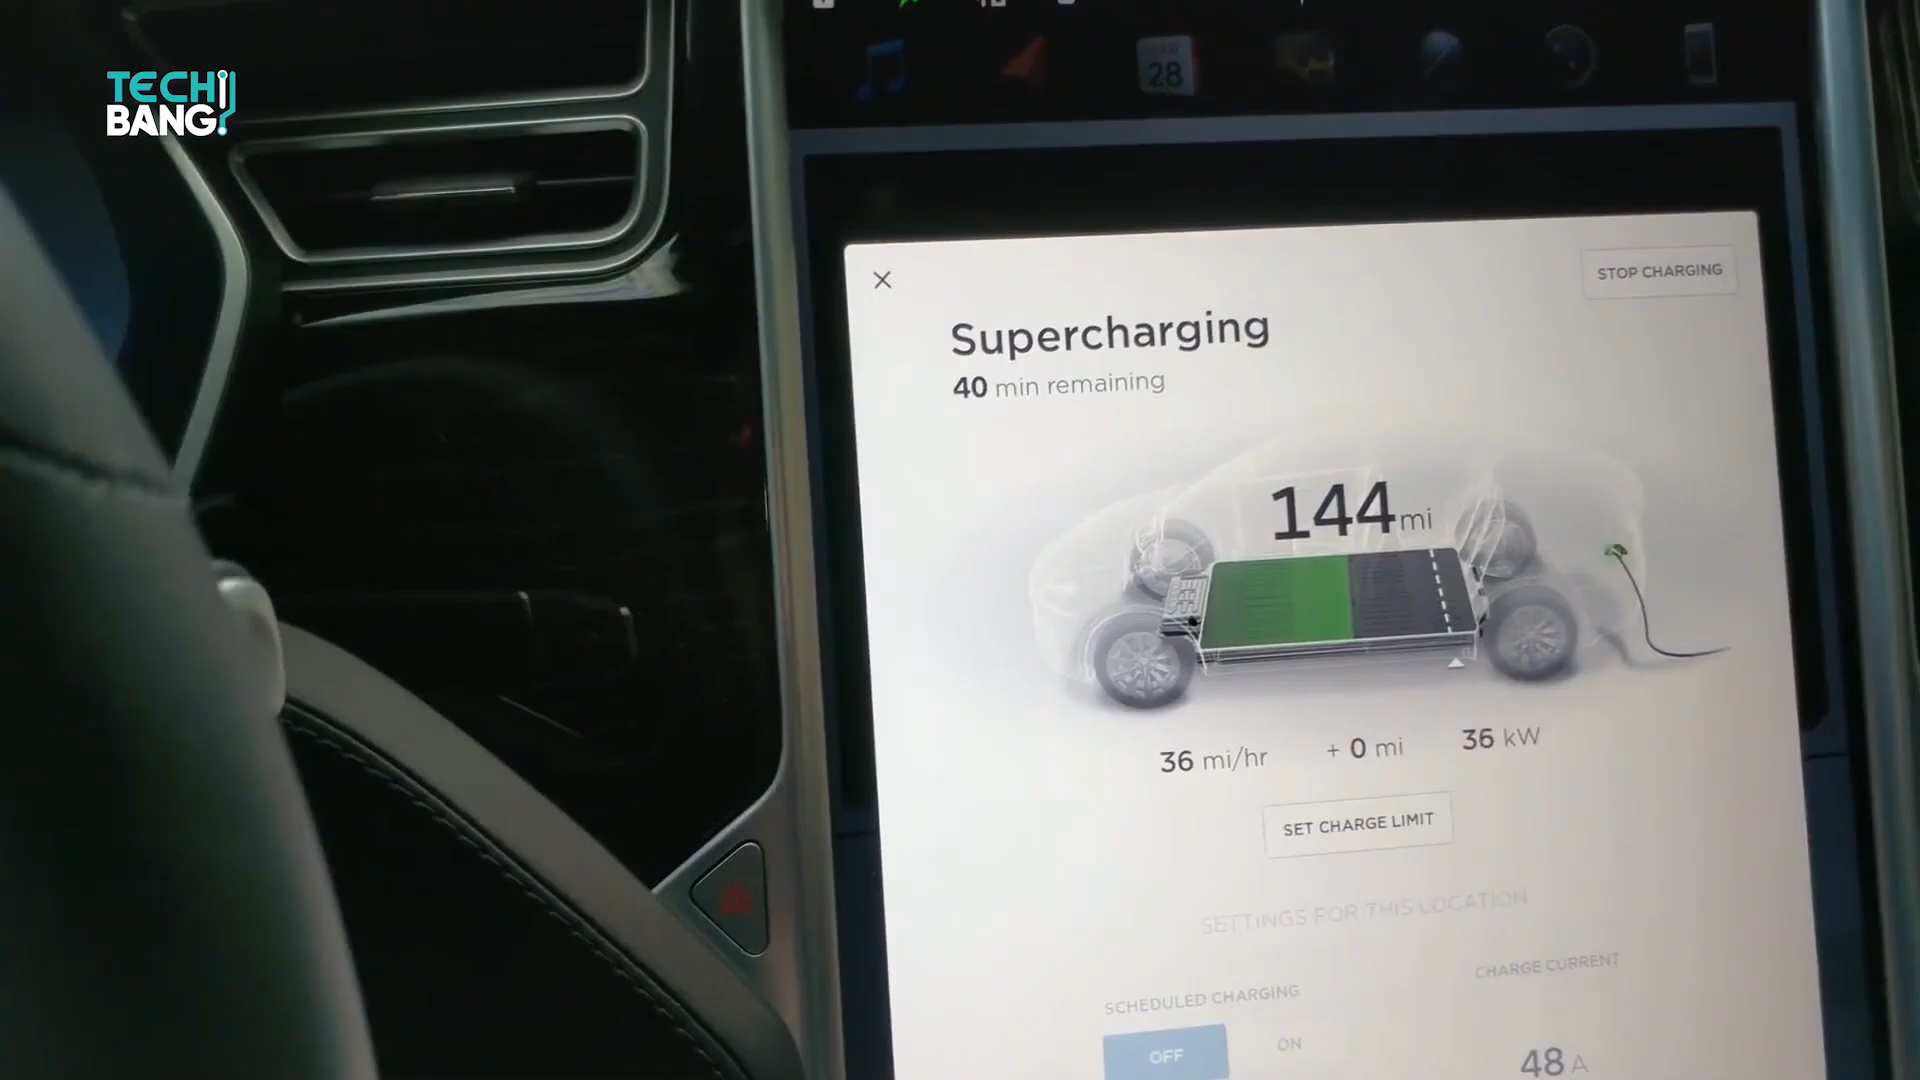 TECH
BANG!
28
STOP CHARGING
Supercharging
40 min remaining
144 mi
36 mi/hr + 0 mi 36 kW
SET CHARGE LIMIT
SETTINGS FOR THIS LOCATION
CHARGE CURRENT
SCHEDULED CHARGING
OFF ON
48 A